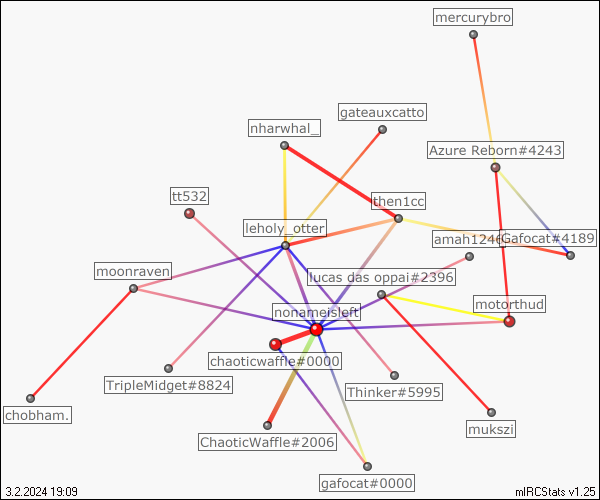 mercurybro
gateauxcatto
nharwhal_
Azure Reborn#4243
tt532
then1cc
leholy_otter
amah1246
Gafocat#4189
moonraven
lucas das oppai#2396
motorthud
nonameisleft
chaoticwaffle#0000
TripleMidget#8824
Thinker#5995
chobham.
mukszi
ChaoticWaffle#2006
gafocat#0000
3.2.2024 19:09
mIRCStats v1.25